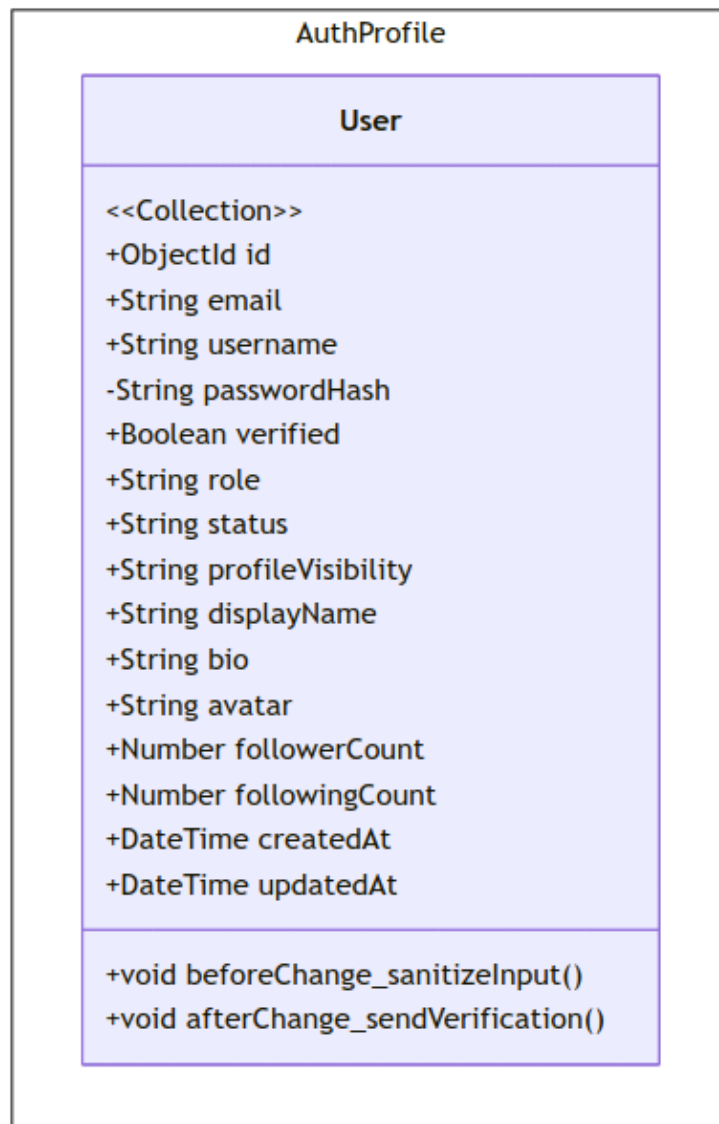 AuthProfile
User
<<Collection>>
+ObjectId id
+String email
+String username
-String passwordHash
+Boolean verified
+String role
+String status
+String profileVisibility
+String displayName
+String bio
+String avatar
+Number followerCount
+Number followingCount
+DateTime createdAt
+DateTime updatedAt
+void beforeChange_sanitizeInput()
+void afterChange_sendVerification()